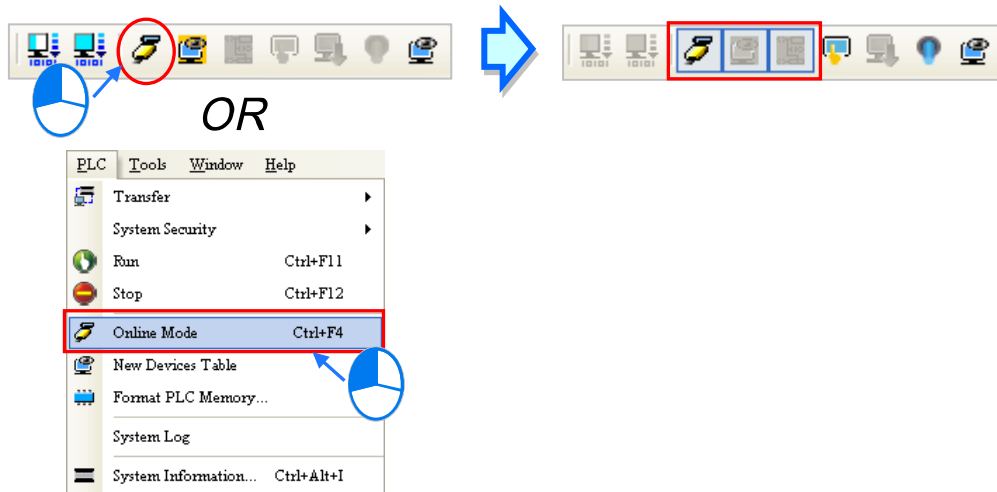 OR
PLC Tools Window Help
Transfer
System Security
Run Ctrl+F11
Stop Ctrl+F12
Online Mode Ctrl+F4
New Devices Table
Format PLC Memory...
System Log
System Information... Ctrl+Alt+I